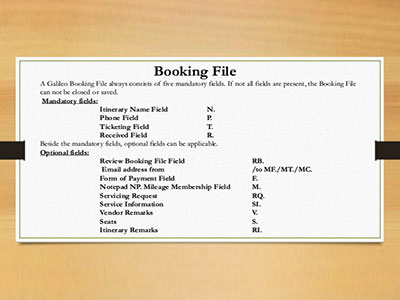 Booking File
A Galileo Booking File always consists of five mandatory fields. If not all fields are present, the Booking File
can not be closed or saved.
Mandatory fields:
Itinerary Name Field N.
Phone Field P.
Ticketing Field T.
Received Field R.
Beside the mandatory fields, optional fields can be applicable.
Optional fields:
Review Booking File Field RB.
Email address from /to MF./MT./MC.
Form of Payment Field F.
Notepad NP. Mileage Membership Field M.
Servicing Request RQ.
Service Information SI.
Vendor Remarks V.
Seats S.
Itinerary Remarks RI.